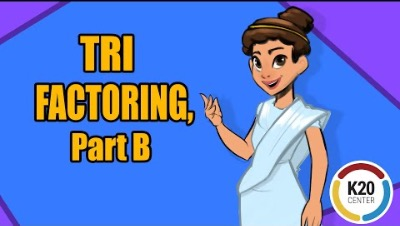 TRI
FACTORING,
Part B
K20
CENTER